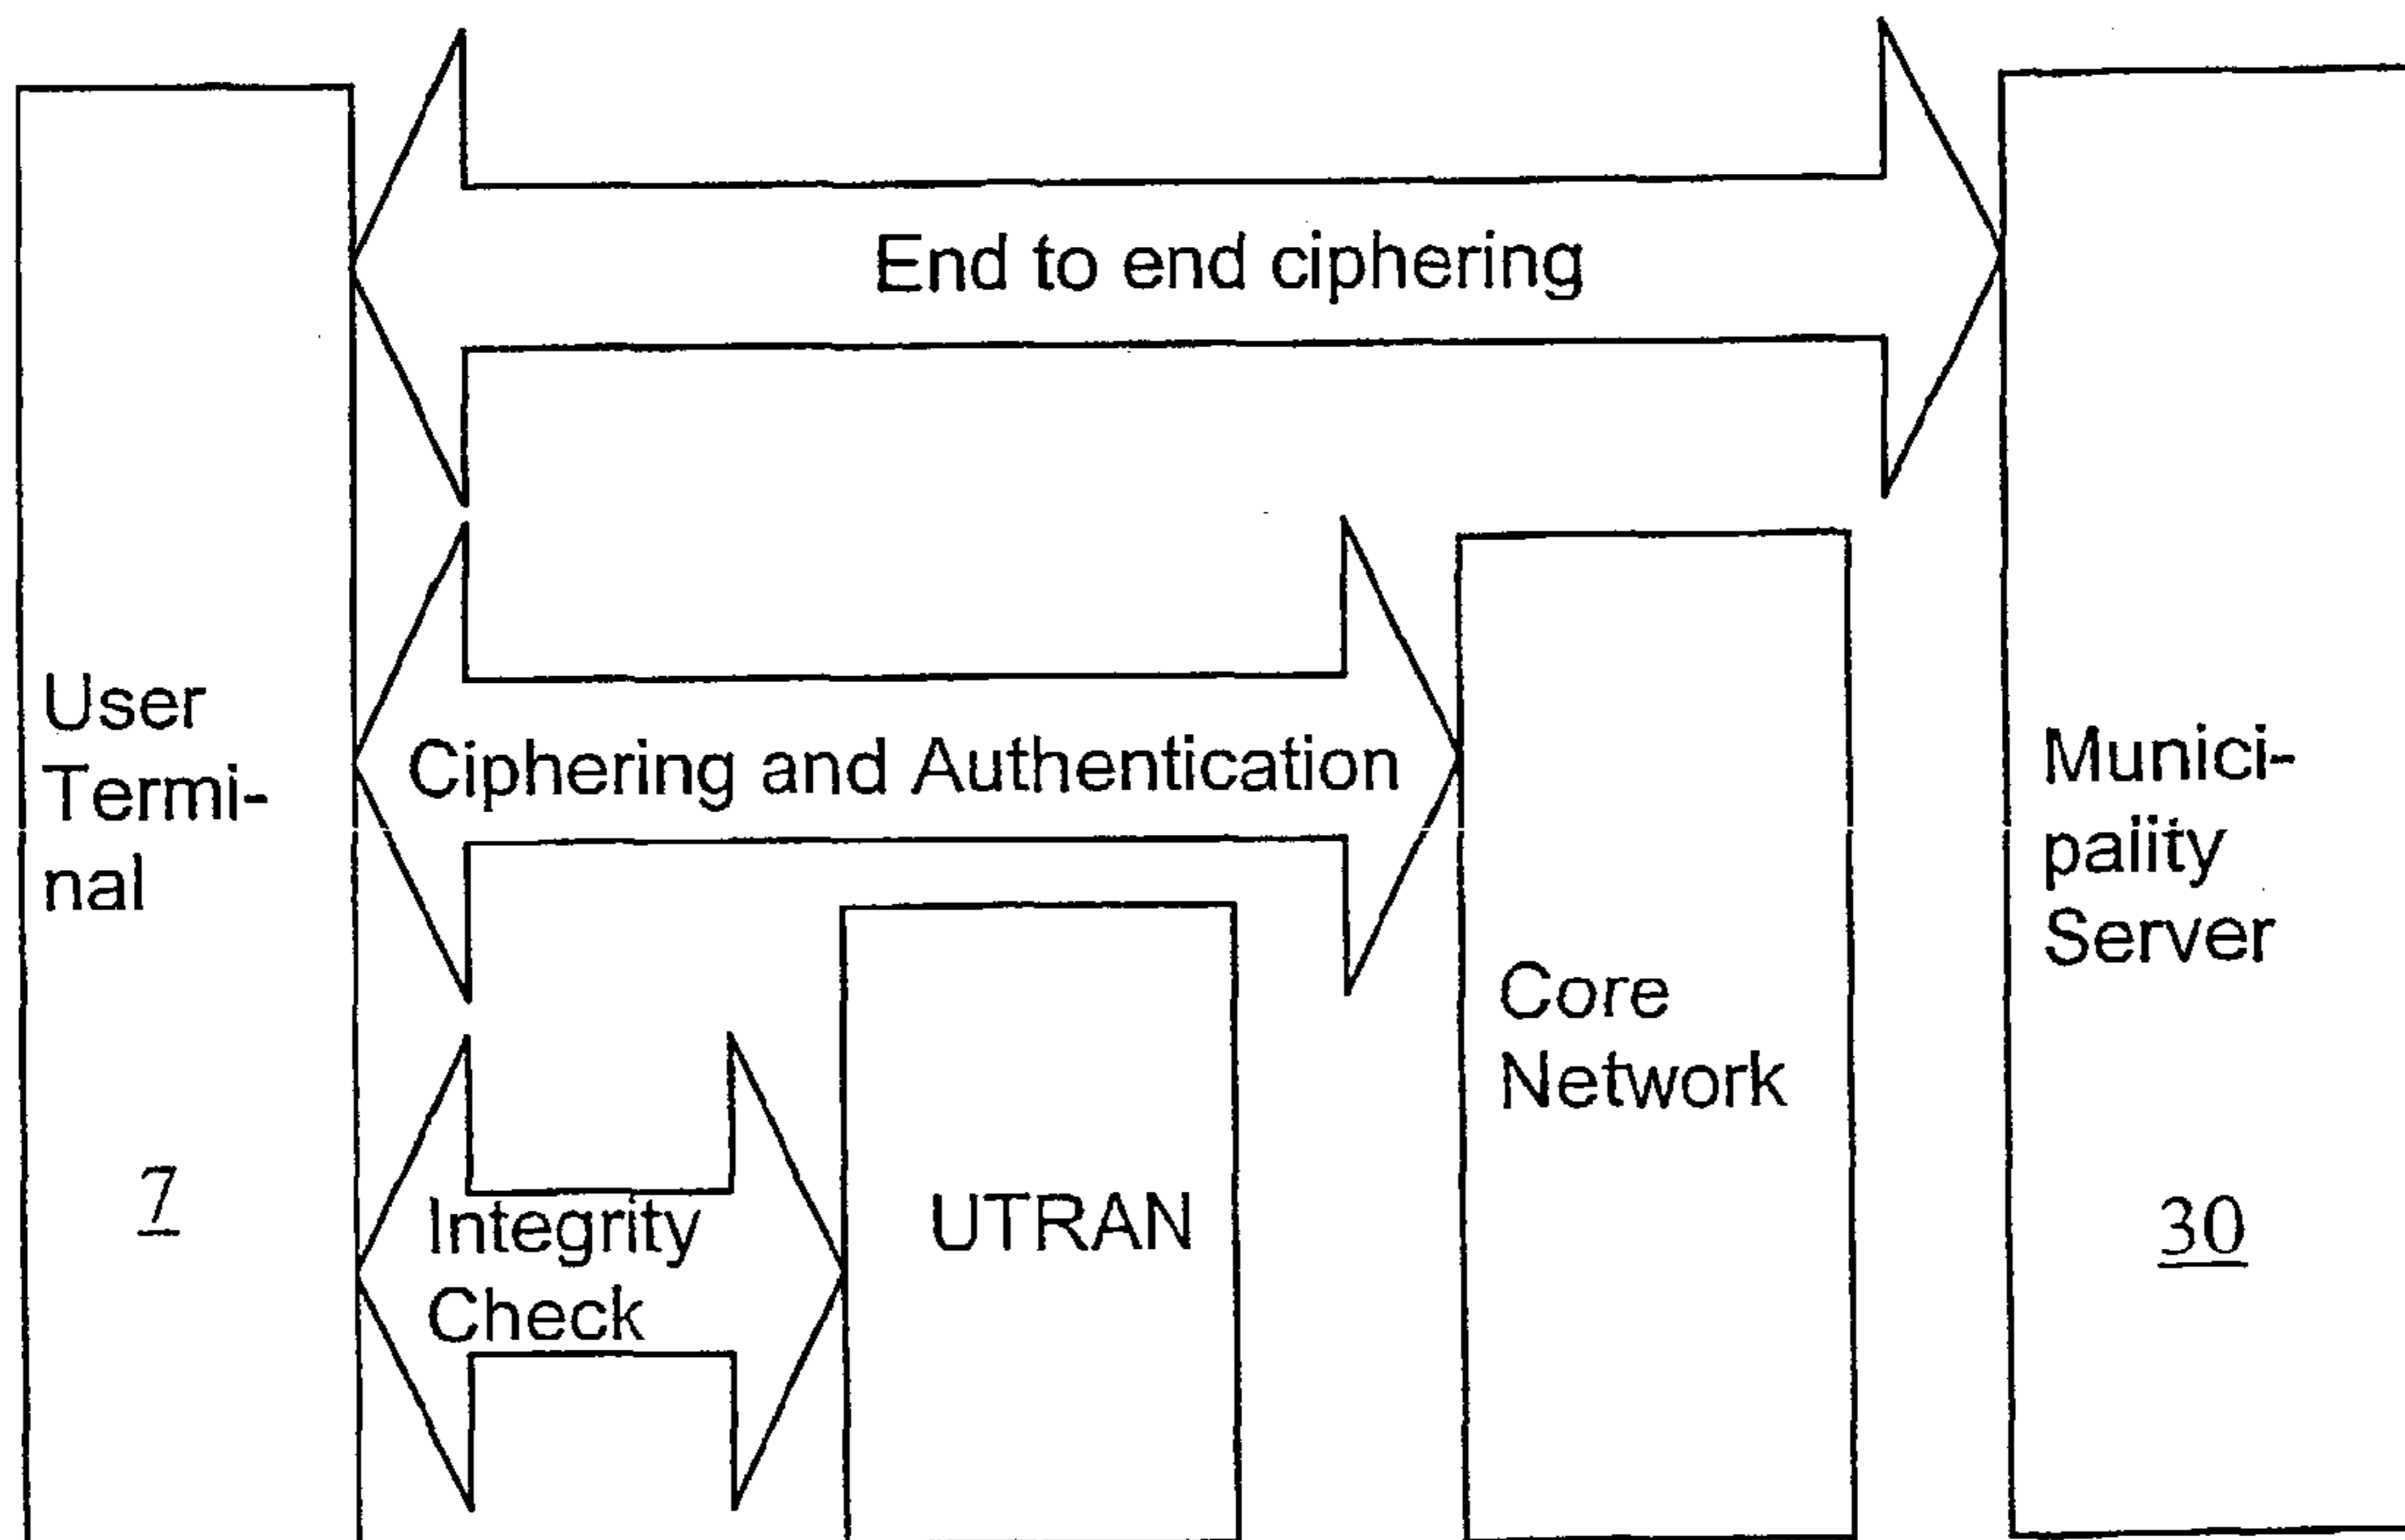 End to end ciphering
User
Termi-
nal
7
Ciphering and Authentication
Integrity
Check
UTRAN
Core
Network
Munici-
pality
Server
30